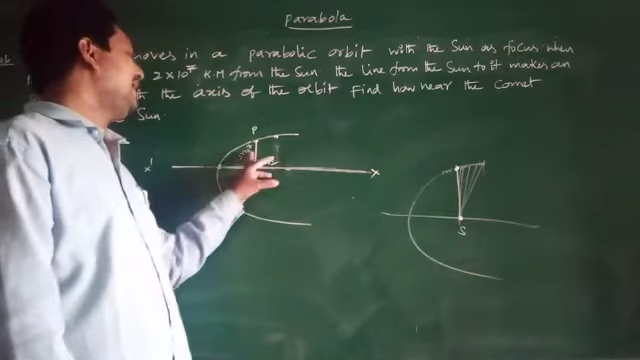 parabola
moves in a parabolic orbit with the Sun as focus when
2×10⁷ K.M from the Sun the line from the Sun to it makes an
the axis of the orbit Find how near the comet
Sun.
P
X'
X
S